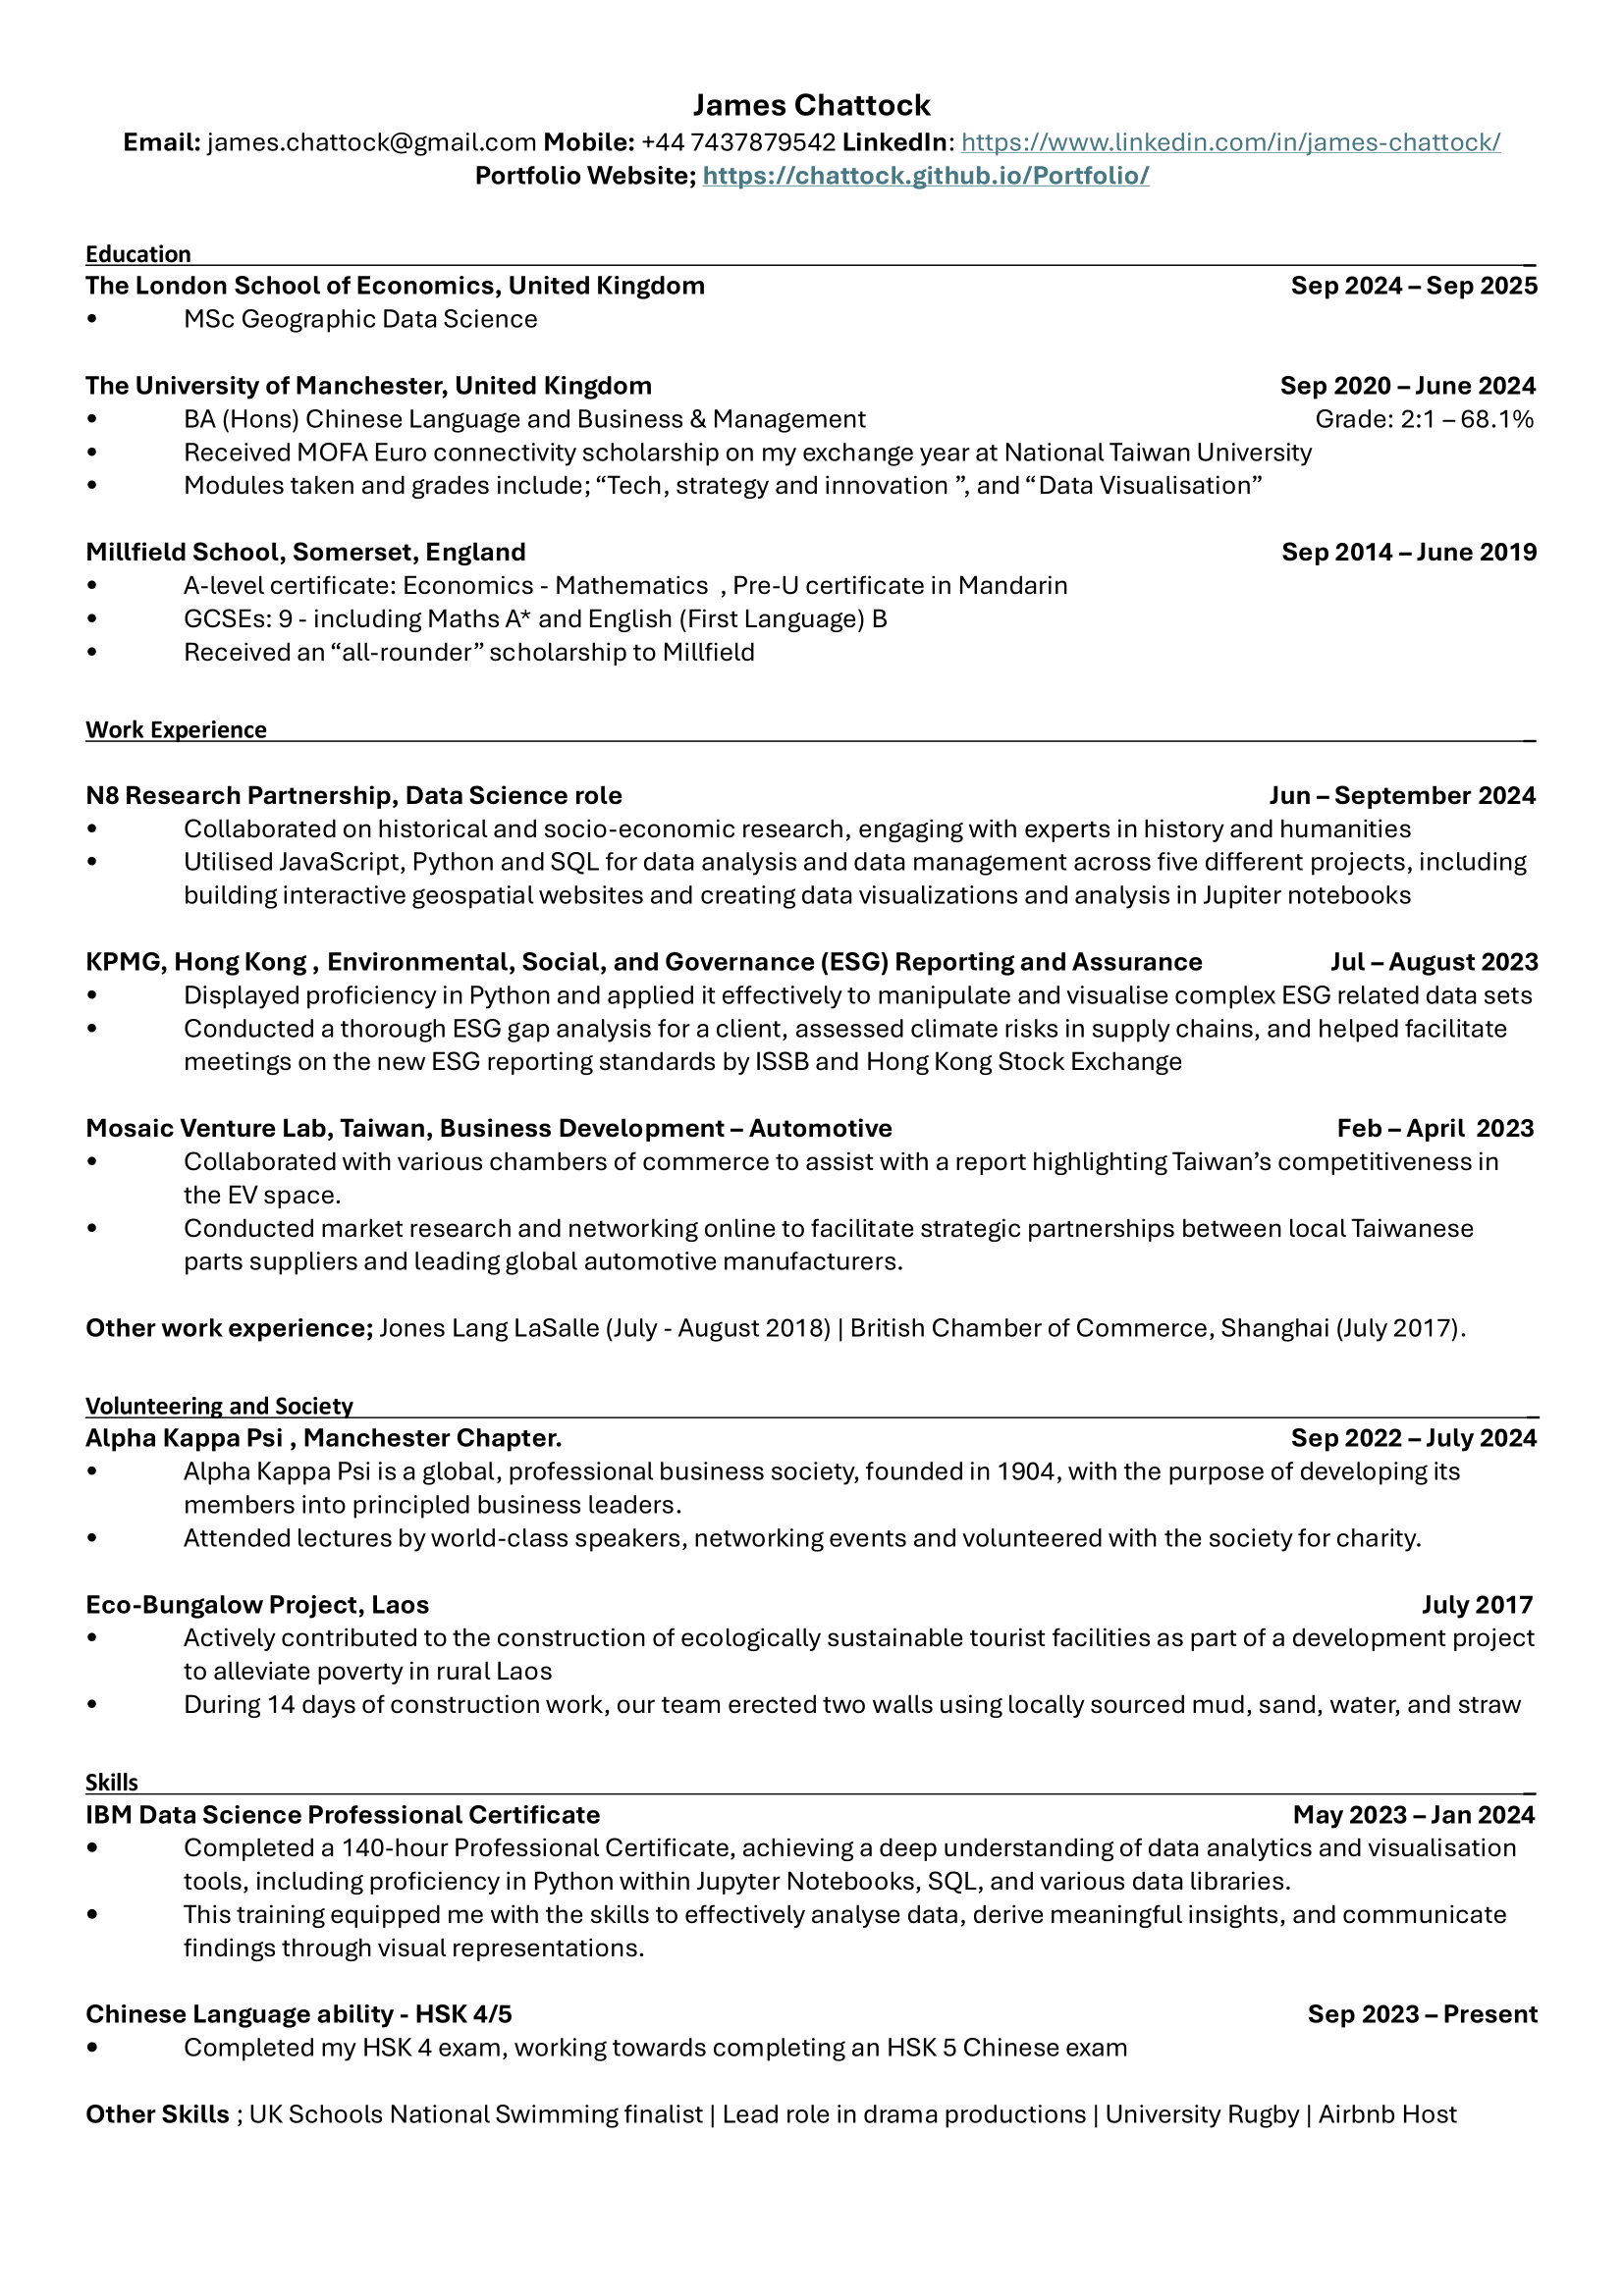 James Chattock
Email: james.chattock@gmail.com Mobile: +44 7437879542 LinkedIn: https://www.linkedin.com/in/james-chattock/
Portfolio Website; https://chattock.github.io/Portfolio/
Education
The London School of Economics, United Kingdom Sep 2024 – Sep 2025
• MSc Geographic Data Science
The University of Manchester, United Kingdom Sep 2020 – June 2024
• BA (Hons) Chinese Language and Business & Management Grade: 2:1 – 68.1%
• Received MOFA Euro connectivity scholarship on my exchange year at National Taiwan University
• Modules taken and grades include; “Tech, strategy and innovation ”, and “Data Visualisation”
Millfield School, Somerset, England Sep 2014 – June 2019
• A-level certificate: Economics - Mathematics , Pre-U certificate in Mandarin
• GCSEs: 9 - including Maths A* and English (First Language) B
• Received an “all-rounder” scholarship to Millfield
Work Experience
N8 Research Partnership, Data Science role Jun – September 2024
• Collaborated on historical and socio-economic research, engaging with experts in history and humanities
• Utilised JavaScript, Python and SQL for data analysis and data management across five different projects, including
building interactive geospatial websites and creating data visualizations and analysis in Jupiter notebooks
KPMG, Hong Kong , Environmental, Social, and Governance (ESG) Reporting and Assurance Jul – August 2023
• Displayed proficiency in Python and applied it effectively to manipulate and visualise complex ESG related data sets
• Conducted a thorough ESG gap analysis for a client, assessed climate risks in supply chains, and helped facilitate
meetings on the new ESG reporting standards by ISSB and Hong Kong Stock Exchange
Mosaic Venture Lab, Taiwan, Business Development – Automotive Feb – April 2023
• Collaborated with various chambers of commerce to assist with a report highlighting Taiwan’s competitiveness in
the EV space.
• Conducted market research and networking online to facilitate strategic partnerships between local Taiwanese
parts suppliers and leading global automotive manufacturers.
Other work experience; Jones Lang LaSalle (July - August 2018) | British Chamber of Commerce, Shanghai (July 2017).
Volunteering and Society
Alpha Kappa Psi , Manchester Chapter. Sep 2022 – July 2024
• Alpha Kappa Psi is a global, professional business society, founded in 1904, with the purpose of developing its
members into principled business leaders.
• Attended lectures by world-class speakers, networking events and volunteered with the society for charity.
Eco-Bungalow Project, Laos July 2017
• Actively contributed to the construction of ecologically sustainable tourist facilities as part of a development project
to alleviate poverty in rural Laos
• During 14 days of construction work, our team erected two walls using locally sourced mud, sand, water, and straw
Skills
IBM Data Science Professional Certificate May 2023 – Jan 2024
• Completed a 140-hour Professional Certificate, achieving a deep understanding of data analytics and visualisation
tools, including proficiency in Python within Jupyter Notebooks, SQL, and various data libraries.
• This training equipped me with the skills to effectively analyse data, derive meaningful insights, and communicate
findings through visual representations.
Chinese Language ability - HSK 4/5 Sep 2023 – Present
• Completed my HSK 4 exam, working towards completing an HSK 5 Chinese exam
Other Skills ; UK Schools National Swimming finalist | Lead role in drama productions | University Rugby | Airbnb Host